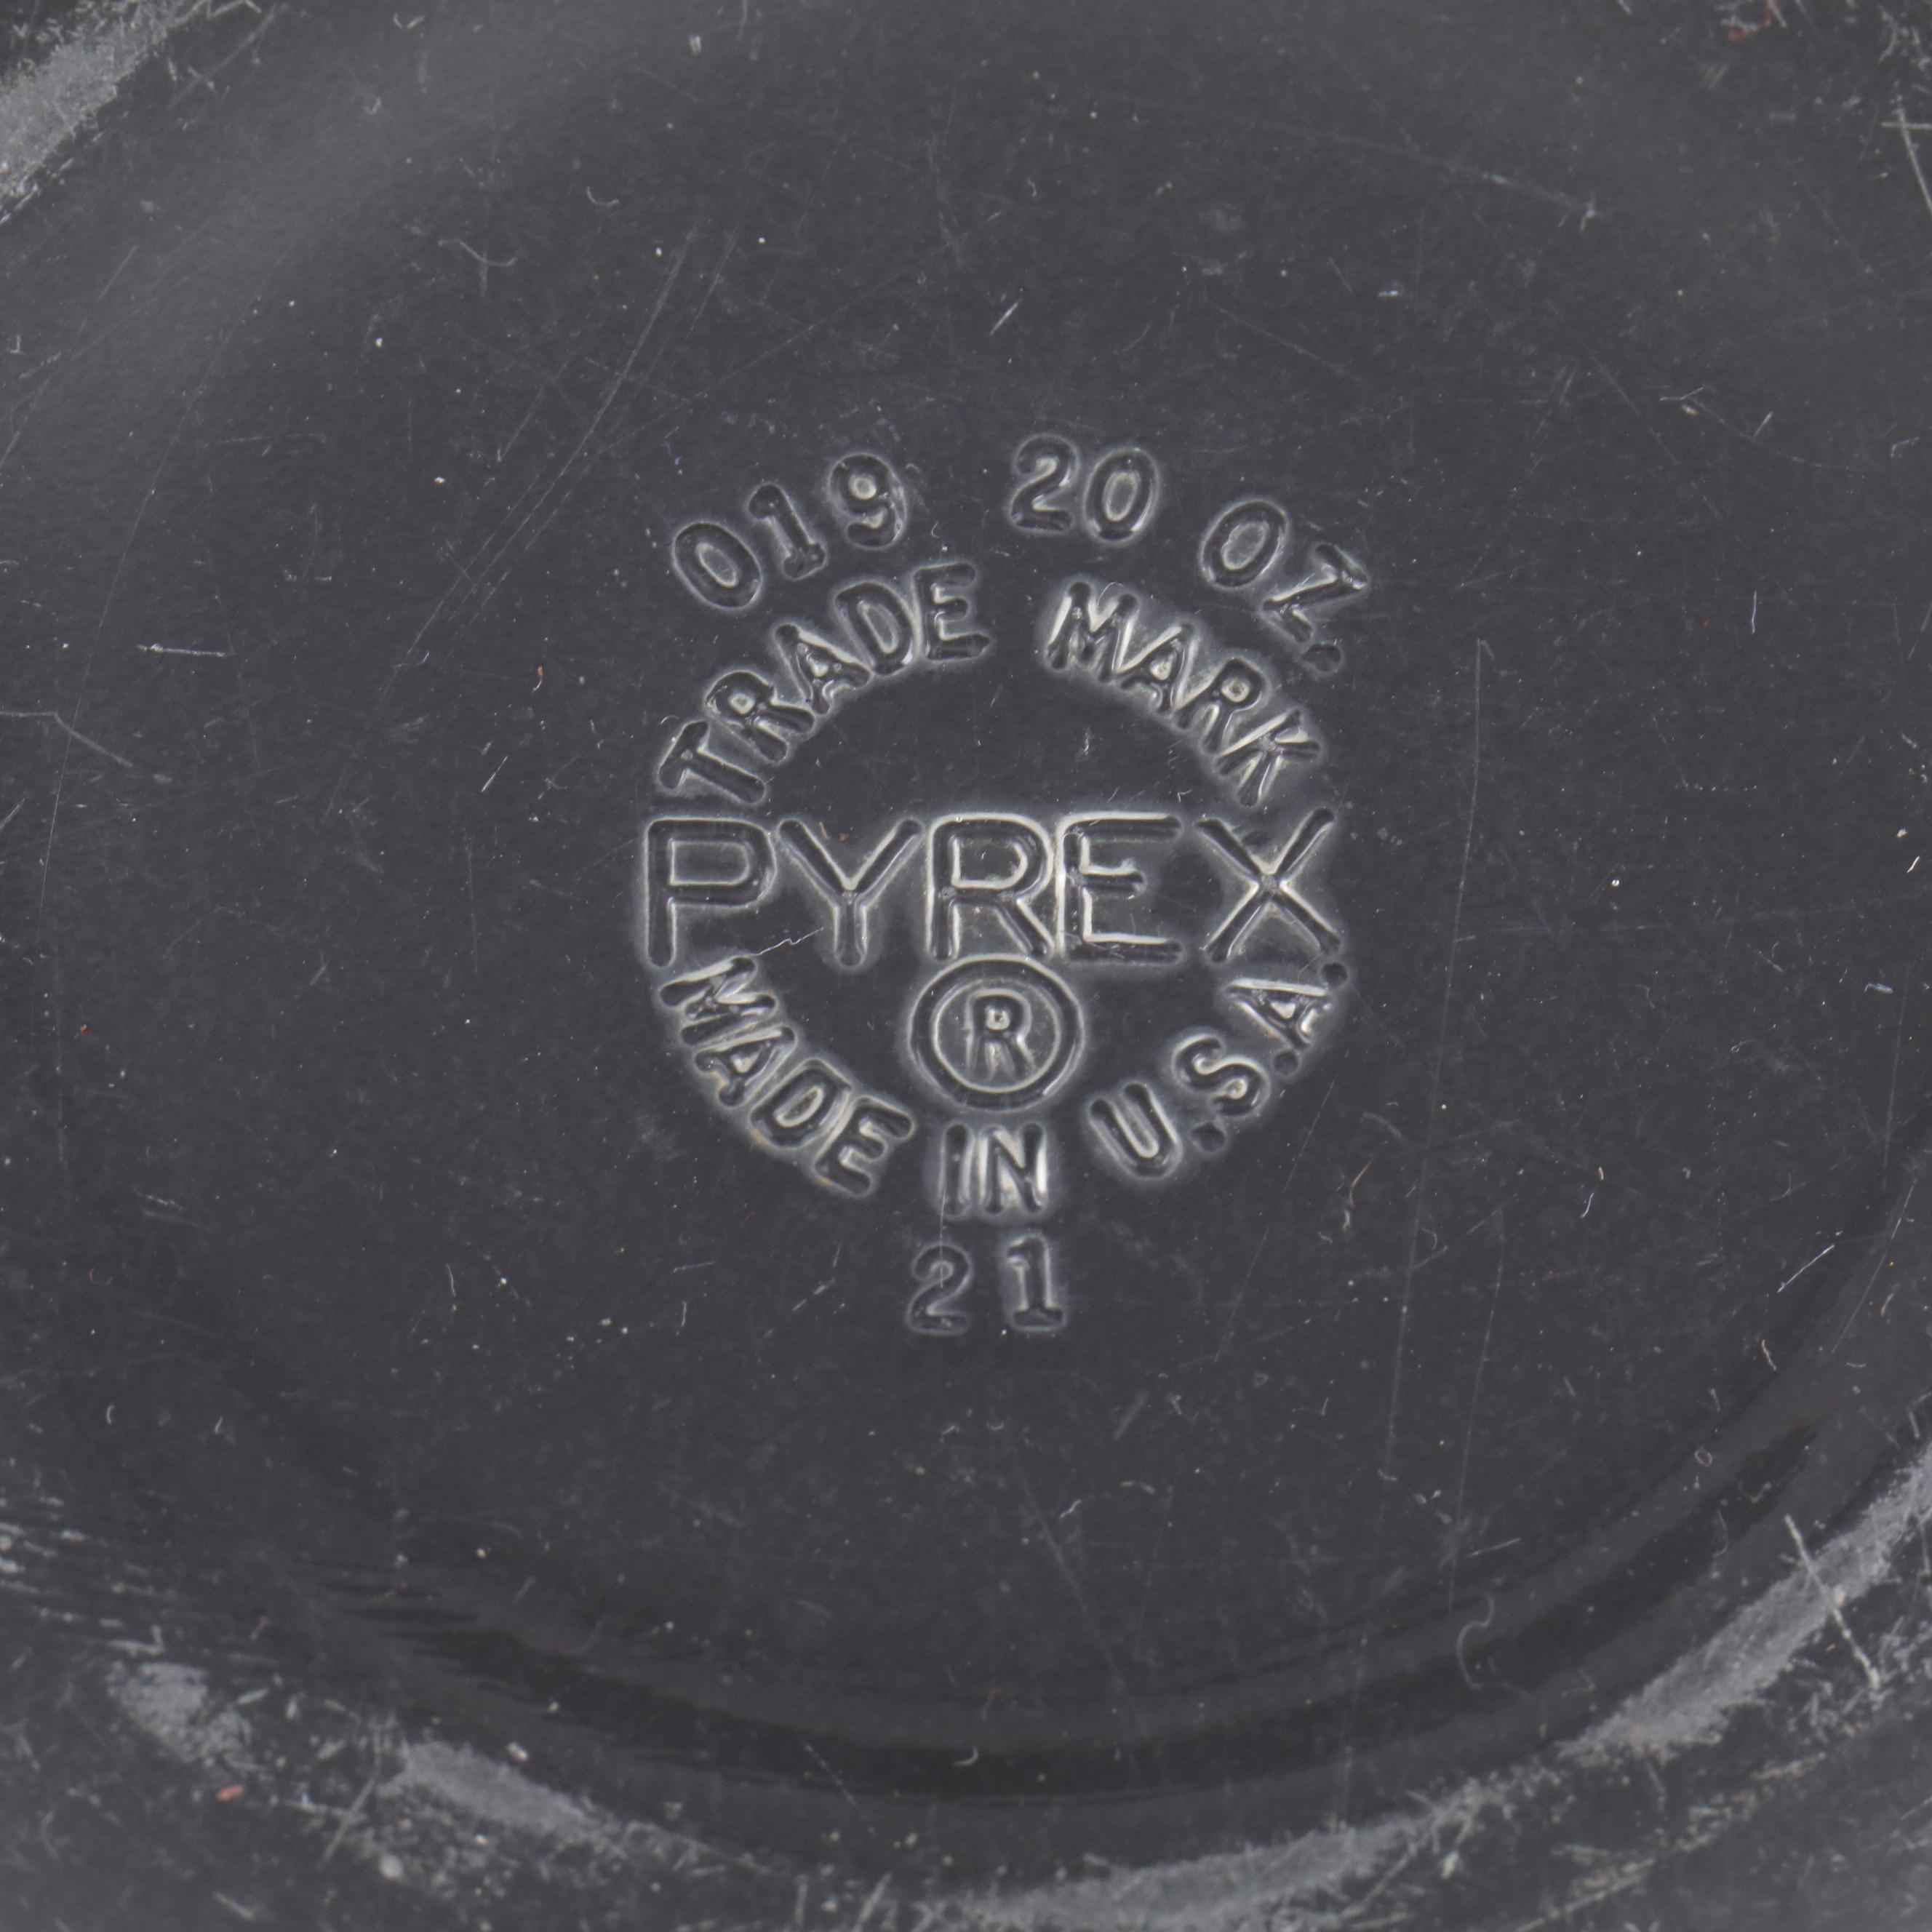 019 20 OZ.
TRADE MARK
PYREX
®
MADE IN U.S.A.
21